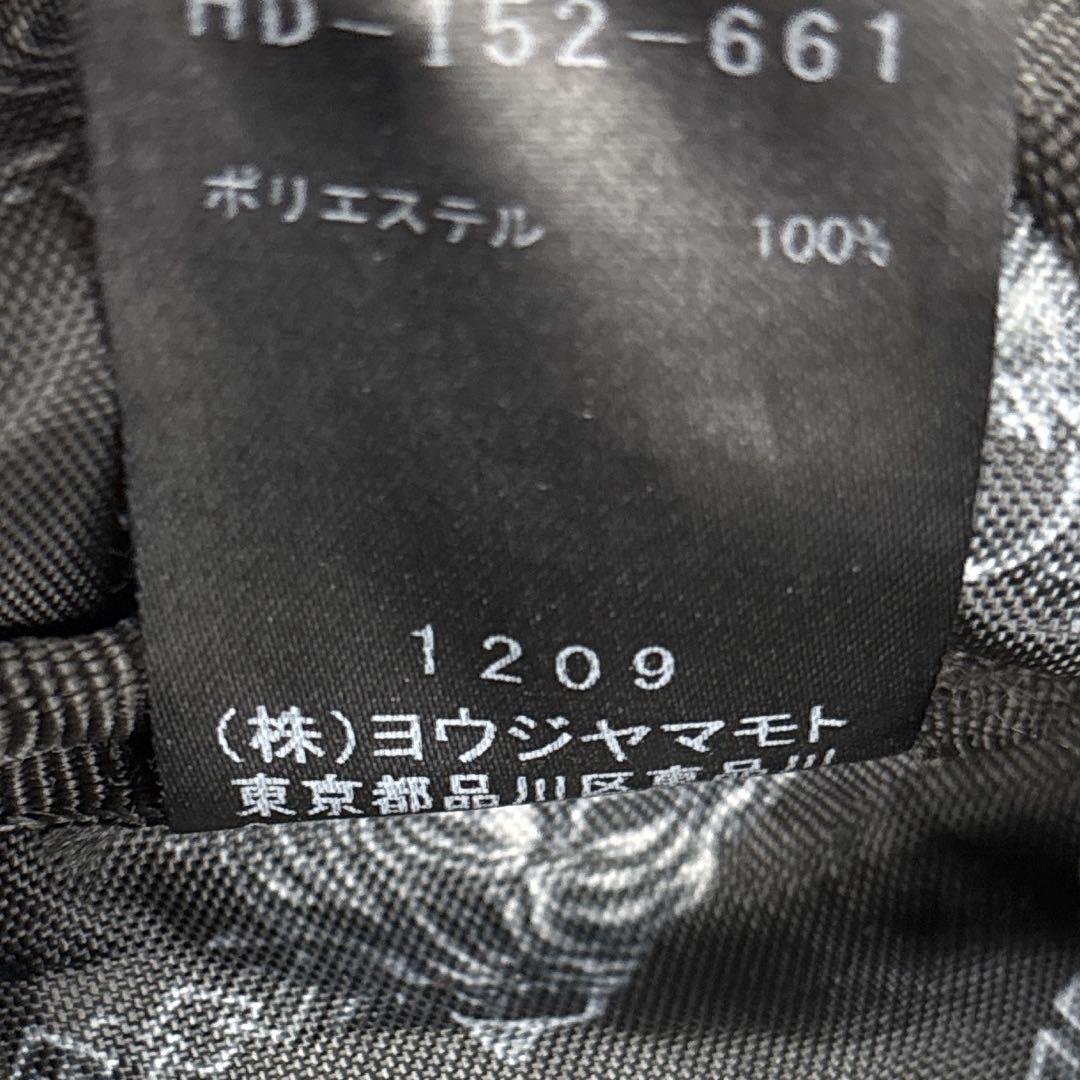 HD-152-661
ポリエステル 100%
1209
(株)ヨウジヤマモト
東京都品川区東品川